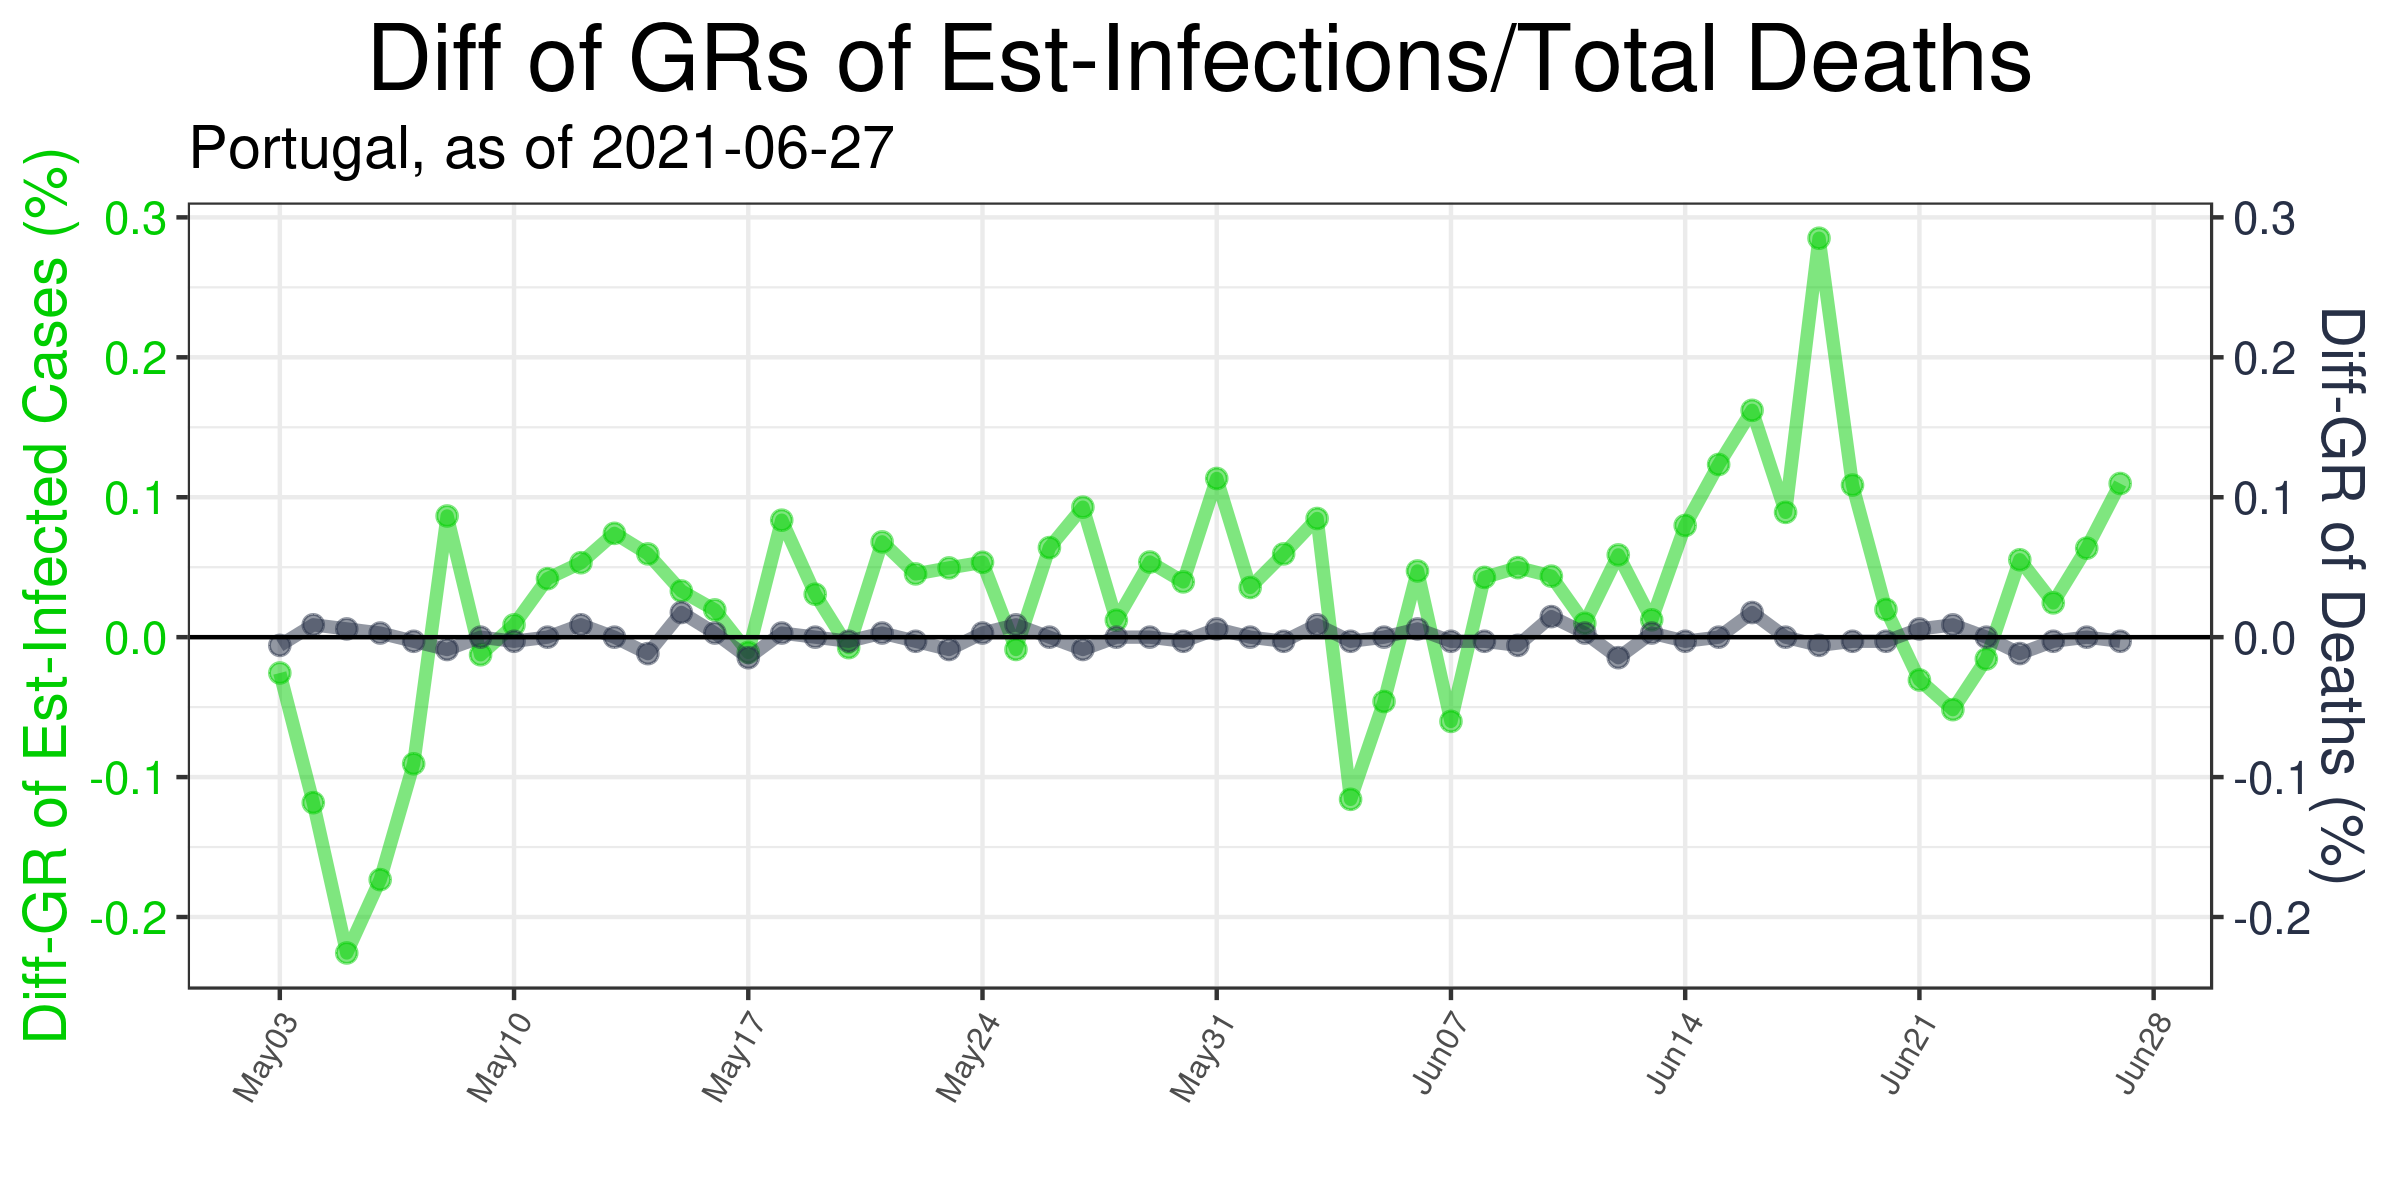 Diff of GRs of Est-Infections/Total Deaths
Portugal, as of 2021-06-27
Diff-GR of Est-Infected Cases (%)
0.3
0.2
0.1
0.0
-0.1
-0.2
0.3
0.2
0.1
0.0
-0.1
-0.2
Diff-GR of Deaths (%)
May03
May10
May17
May24
May31
Jun07
Jun14
Jun21
Jun28